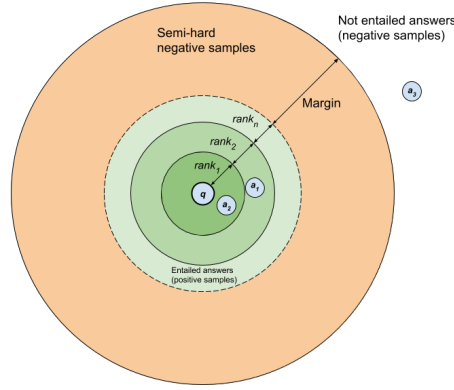 Not entailed answers
(negative samples)
Semi-hard
negative samples
a3
Margin
rankn
rank2
rank1
q
a1
a2
Entailed answers
(positive samples)